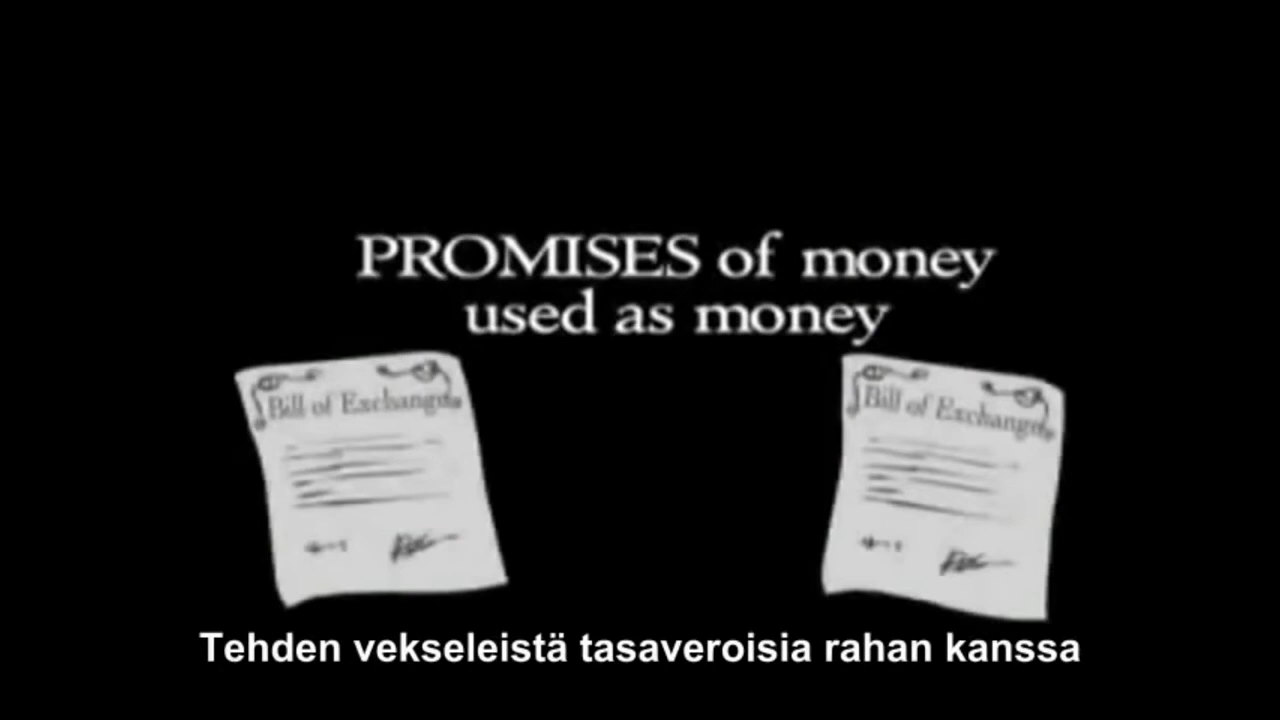 PROMISES of money
used as money
Bill of Exchange
Bill of Exchange
Tehden vekseleistä tasaveroisia rahan kanssa